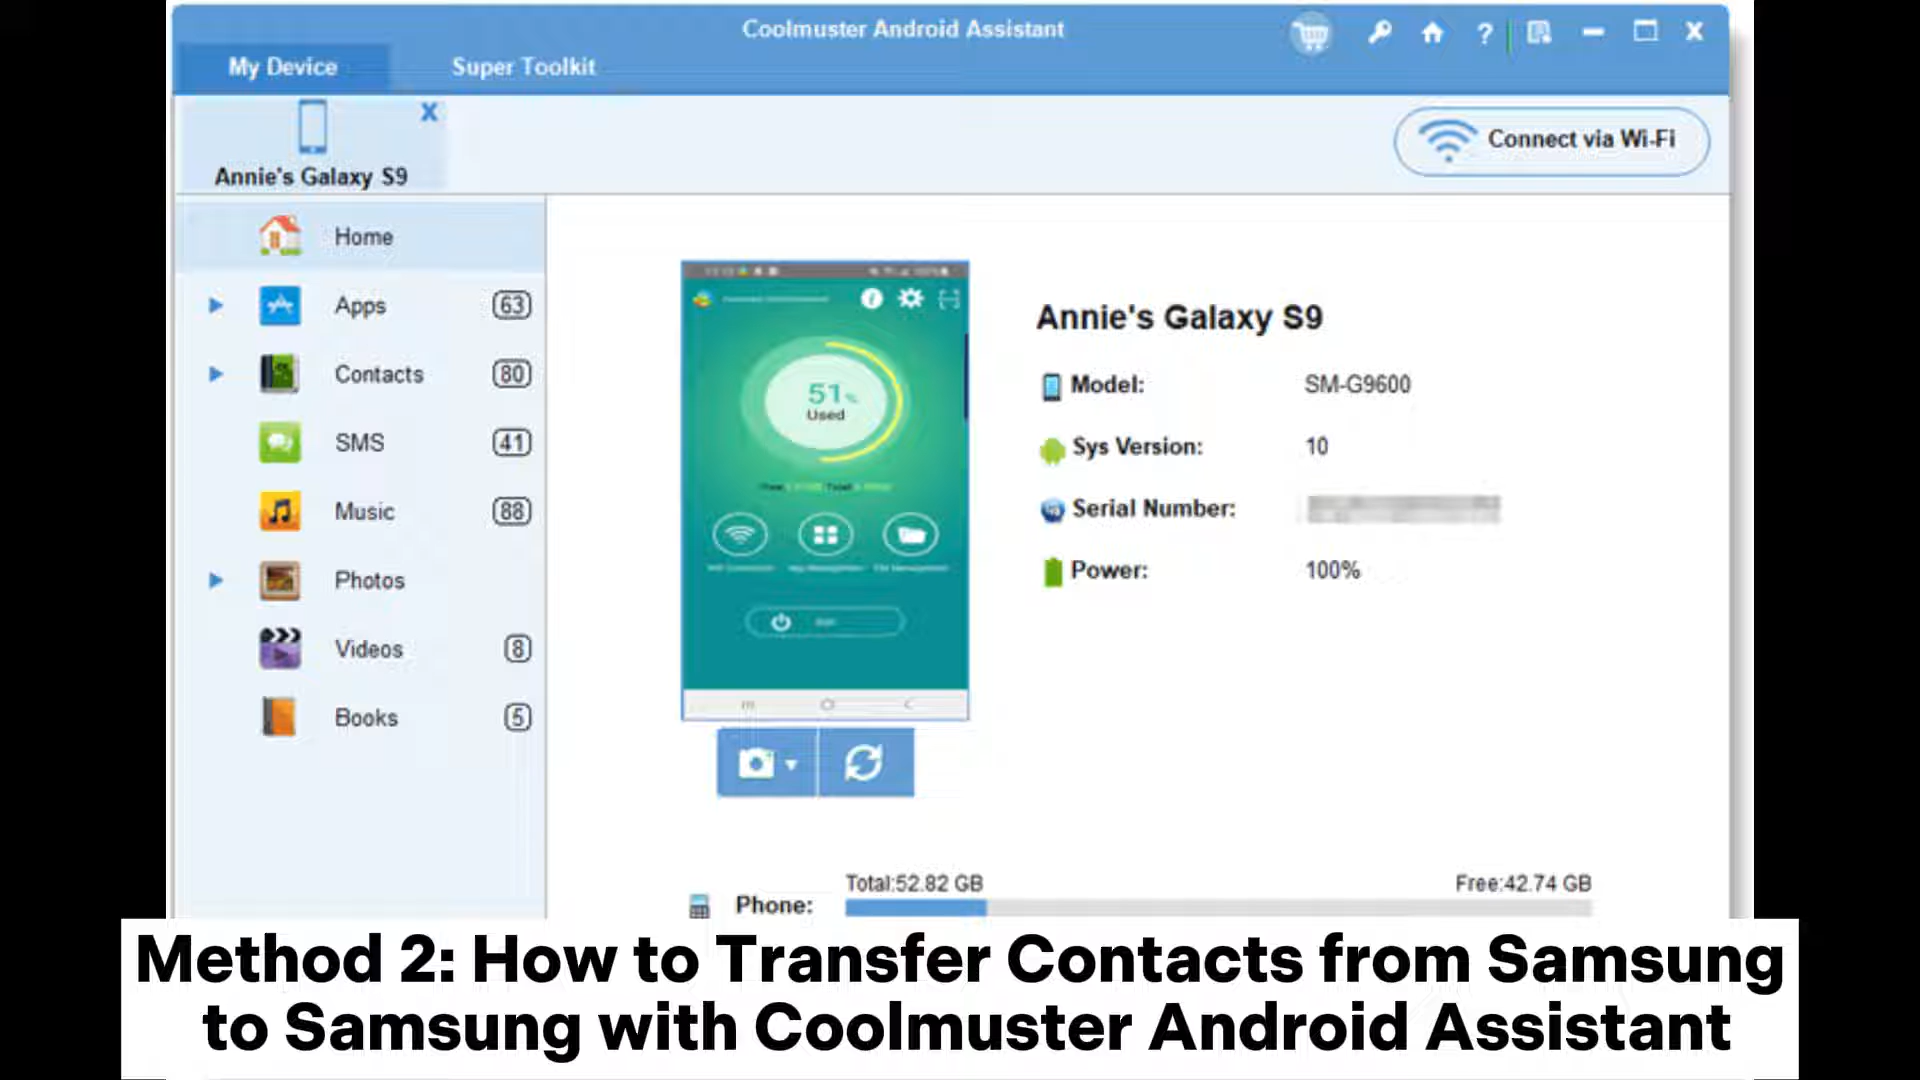 Coolmuster Android Assistant
?
X
My Device
Super Toolkit
X
Connect via Wi-Fi
Annie's Galaxy S9
Home
Apps 63
Contacts 80
SMS 41
Music 88
Photos
Videos 8
Books 5
51%
Used
Annie's Galaxy S9
Model: SM-G9600
Sys Version: 10
Serial Number:
Power: 100%
Total:52.82 GB
Free:42.74 GB
Phone:
Method 2: How to Transfer Contacts from Samsung
to Samsung with Coolmuster Android Assistant